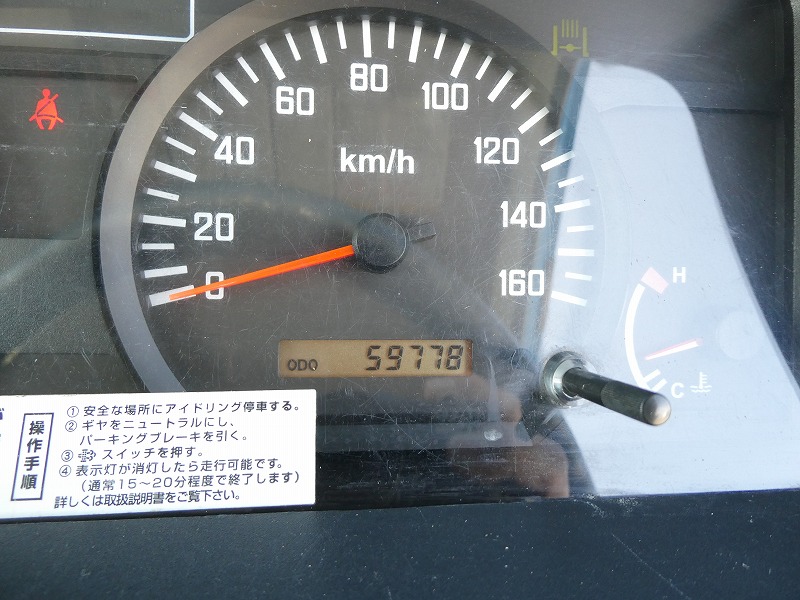 80
60
100
40
km/h
120
20
140
0
160
H
ODO 59778
C
操作手順
① 安全な場所にアイドリング停車する。
② ギヤをニュートラルにし、
パーキングブレーキを引く。
③ スイッチを押す。
④ 表示灯が消灯したら走行可能です。
(通常15～20分程度で終了します)
詳しくは取扱説明書をご覧下さい。